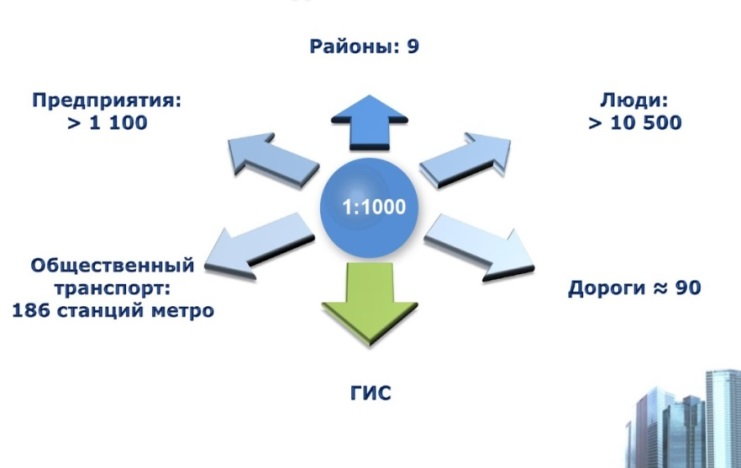 Районы: 9
Предприятия:
> 1 100
Люди:
> 10 500
1:1000
Общественный
транспорт:
186 станций метро
Дороги ≈ 90
ГИС